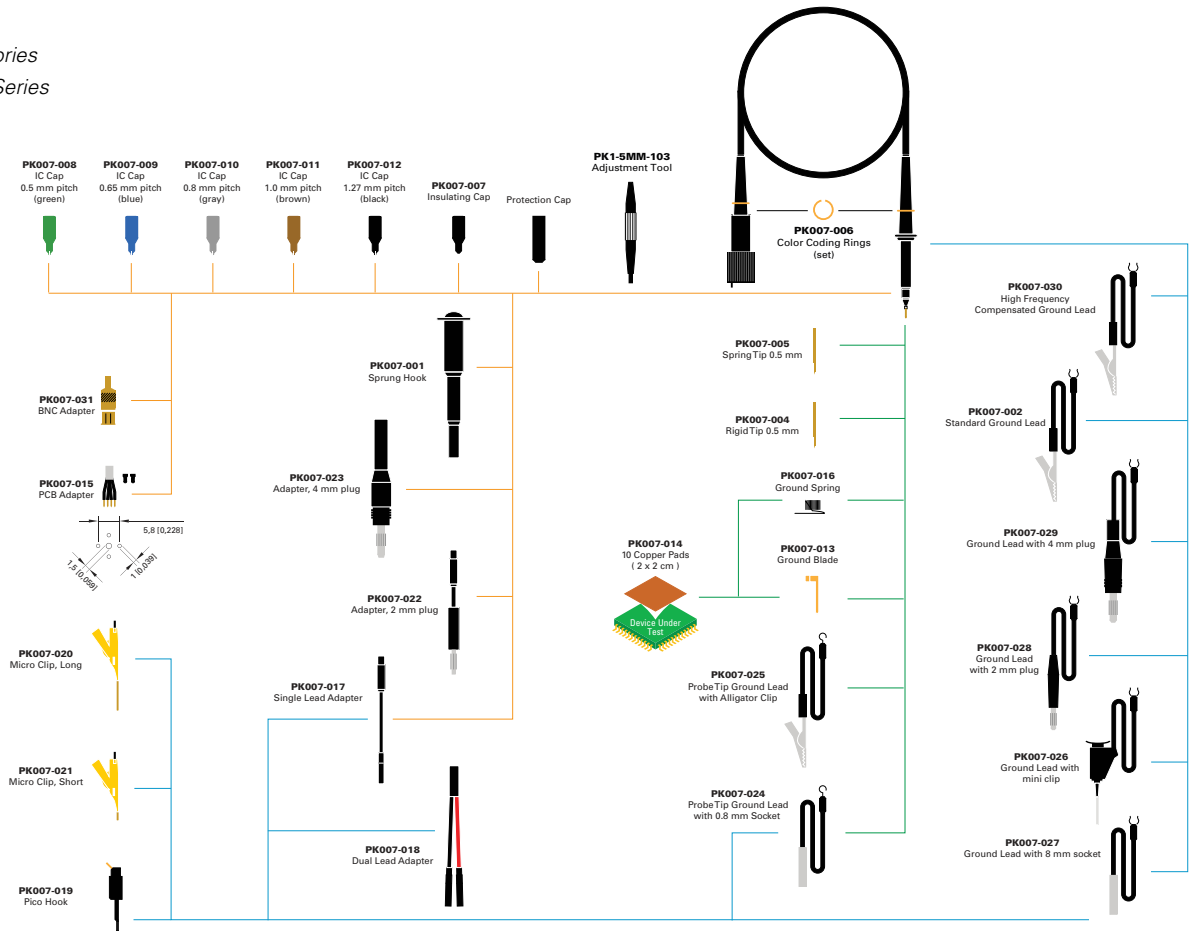 ories
Series
PK007-008
IC Cap
0.5 mm pitch
(green)
PK007-009
IC Cap
0.65 mm pitch
(blue)
PK007-010
IC Cap
0.8 mm pitch
(gray)
PK007-011
IC Cap
1.0 mm pitch
(brown)
PK007-012
IC Cap
1.27 mm pitch
(black)
PK007-007
Insulating Cap
Protection Cap
PK1-5MM-103
Adjustment Tool
PK007-006
Color Coding Rings
(set)
PK007-030
High Frequency
Compensated Ground Lead
PK007-005
Spring Tip 0.5 mm
PK007-001
Sprung Hook
PK007-031
BNC Adapter
PK007-004
Rigid Tip 0.5 mm
PK007-002
Standard Ground Lead
PK007-023
Adapter, 4 mm plug
PK007-016
Ground Spring
PK007-015
PCB Adapter
5,8 [0,228]
1,5 [0,059]
1 [0,039]
PK007-029
Ground Lead with 4 mm plug
PK007-014
10 Copper Pads
( 2 x 2 cm )
Device Under
Test
PK007-013
Ground Blade
PK007-022
Adapter, 2 mm plug
PK007-020
Micro Clip, Long
PK007-028
Ground Lead
with 2 mm plug
PK007-017
Single Lead Adapter
PK007-025
Probe Tip Ground Lead
with Alligator Clip
PK007-021
Micro Clip, Short
PK007-026
Ground Lead with
mini clip
PK007-024
Probe Tip Ground Lead
with 0.8 mm Socket
PK007-018
Dual Lead Adapter
PK007-027
Ground Lead with 8 mm socket
PK007-019
Pico Hook